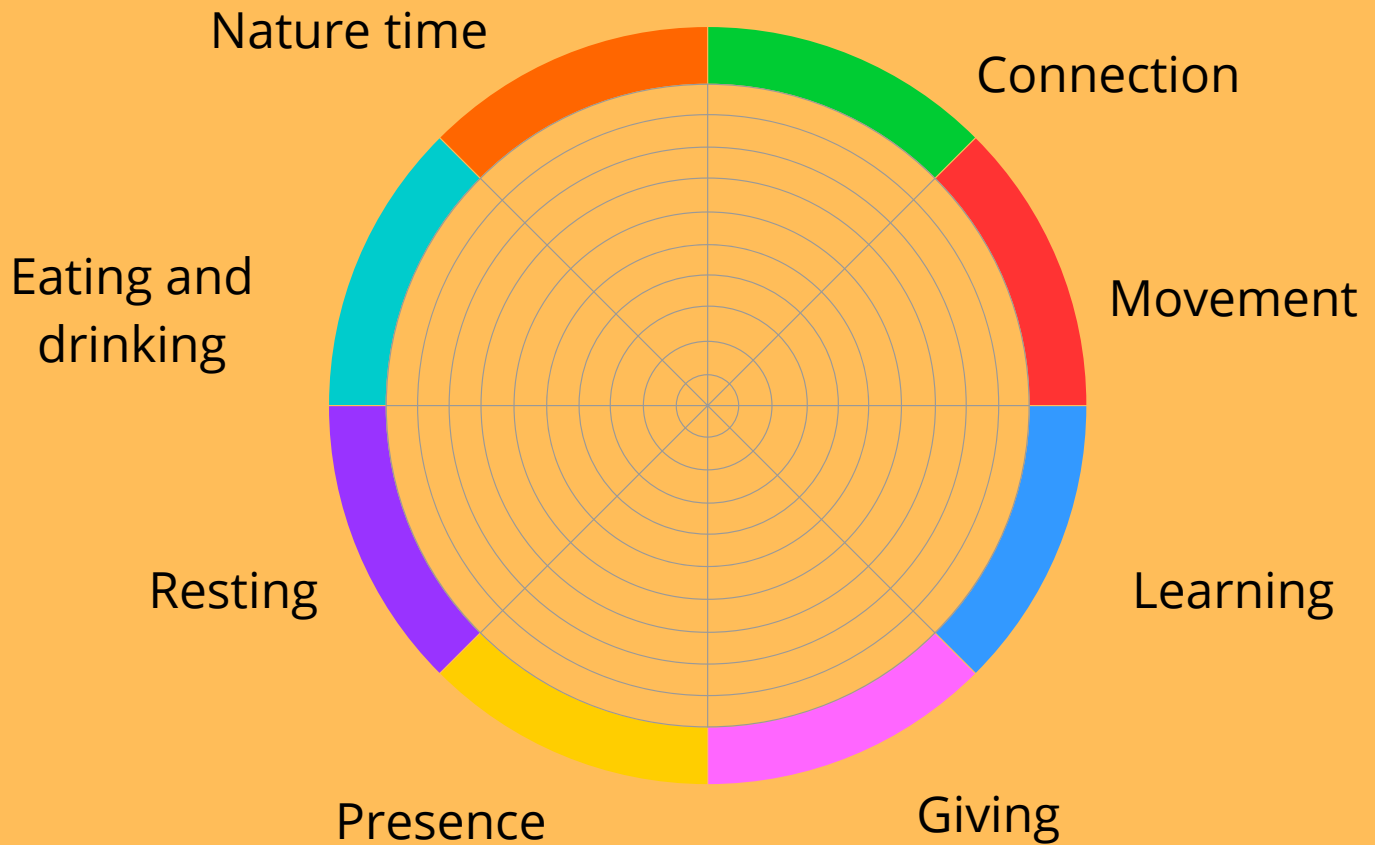 Nature time
Connection
Eating and
drinking
Movement
Resting
Learning
Presence
Giving